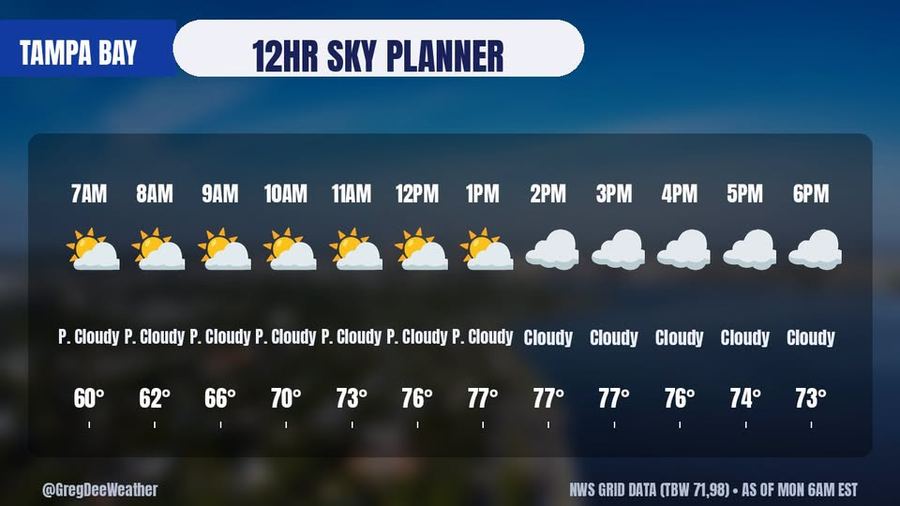 TAMPA BAY
12HR SKY PLANNER
7AM 8AM 9AM 10AM 11AM 12PM 1PM 2PM 3PM 4PM 5PM 6PM
P. Cloudy P. Cloudy P. Cloudy P. Cloudy P. Cloudy P. Cloudy P. Cloudy Cloudy Cloudy Cloudy Cloudy Cloudy
60° 62° 66° 70° 73° 76° 77° 77° 77° 76° 74° 73°
@GregDeeWeather
NWS GRID DATA (TBW 71,98) • AS OF MON 6AM EST